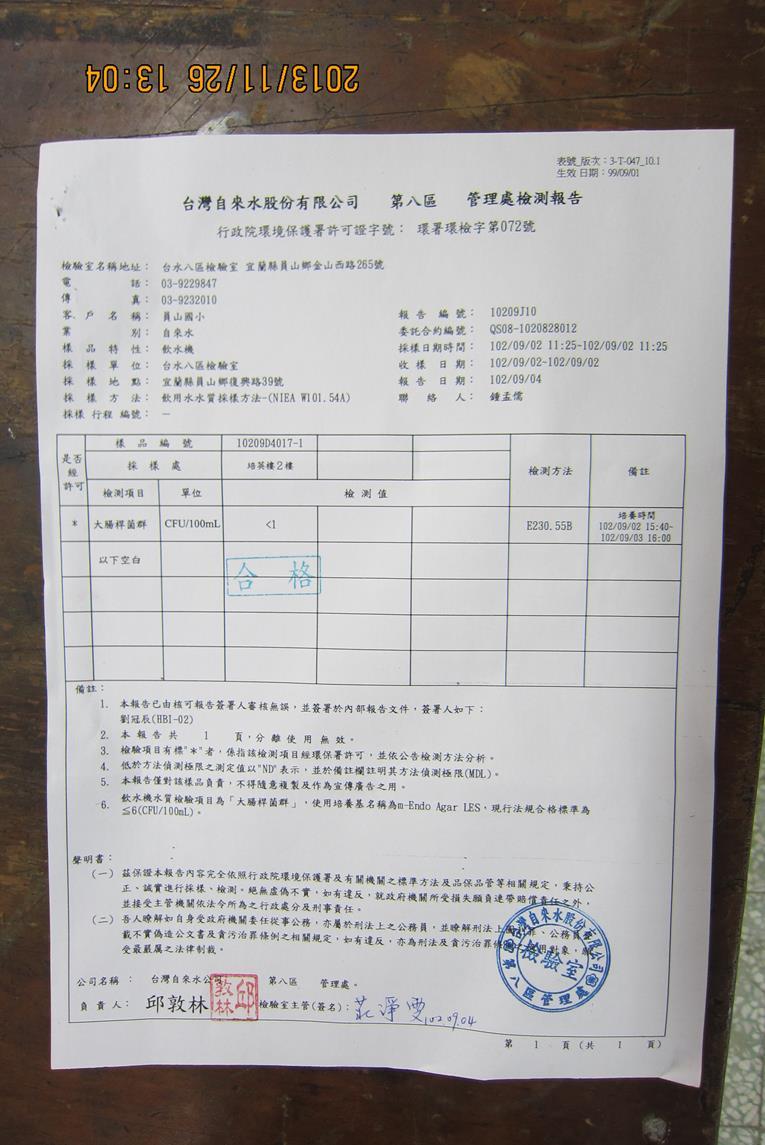 2013/11/26 13:04
表號_版次：3-T-047_10.1
生效日期：99/09/01
台灣自來水股份有限公司 第八區 管理處檢測報告
行政院環境保護署許可證字號： 環署環檢字第072號
檢驗室名稱地址： 台水八區檢驗室 宜蘭縣員山鄉金山西路265號
電話： 03-9229847
傳真： 03-9232010
客戶名稱： 員山國小 報告編號： 10209J10
業別： 自來水 委託合約編號： QS08-1020828012
樣品特性： 飲水機 採樣日期時間： 102/09/02 11:25~102/09/02 11:25
採樣單位： 台水八區檢驗室 收樣日期： 102/09/02~102/09/02
採樣地點： 宜蘭縣員山鄉復興路39號 報告日期： 102/09/04
採樣方法： 飲用水水質採樣方法-(NIEA W101.54A) 聯絡人： 鍾孟儒
採樣行程編號： —
是否經許可 樣品編號 10209D4017-1 檢測方法 備註
採樣處 培英樓2樓
檢測項目 單位 檢測值
* 大腸桿菌群 CFU/100mL <1 E230.55B 培養時間
102/09/02 15:40~
102/09/03 16:00
以下空白
合格
備註：
1. 本報告已由核可報告簽署人審核無誤，並簽署於內部報告文件，簽署人如下：
劉冠辰(HBI-02)
2. 本報告共 1 頁，分離使用無效。
3. 檢驗項目有標"*"者，係指該檢測項目經環保署許可，並依公告檢測方法分析。
4. 低於方法偵測極限之測定值以"ND"表示，並於備註欄註明其方法偵測極限(MDL)。
5. 本報告僅對該樣品負責，不得隨意複製及作為宣傳廣告之用。
6. 飲水機水質檢驗項目為「大腸桿菌群」，使用培養基名稱為m-Endo Agar LES，現行法規合格標準為
≦6(CFU/100mL)。
聲明書：
(一) 茲保證本報告內容完全依照行政院環境保護署及有關機關之標準方法及品保品管等相關規定，秉持公
正、誠實進行採樣、檢測。絕無虛偽不實，如有違反，就政府機關所受損失願負連帶賠償責任之外，
並接受主管機關依法令所為之行政處分及刑事責任。
(二) 吾人瞭解如自身受政府機關委任從事公務，亦屬於刑法上之公務員，並瞭解刑法上圖
載不實偽造公文書及貪污治罪條例之相關規定，如有違反，亦為刑法及貪污治罪條
受最嚴厲之法律制裁。
公司名稱： 台灣自來水公司 第八區 管理處。
負責人： 邱敦林 檢驗室主管(簽名)： 莊淨雯 102.09.04
邱敦林
台灣自來水股份有限公司
檢驗室
第八區管理處
第 1 頁(共 1 頁)